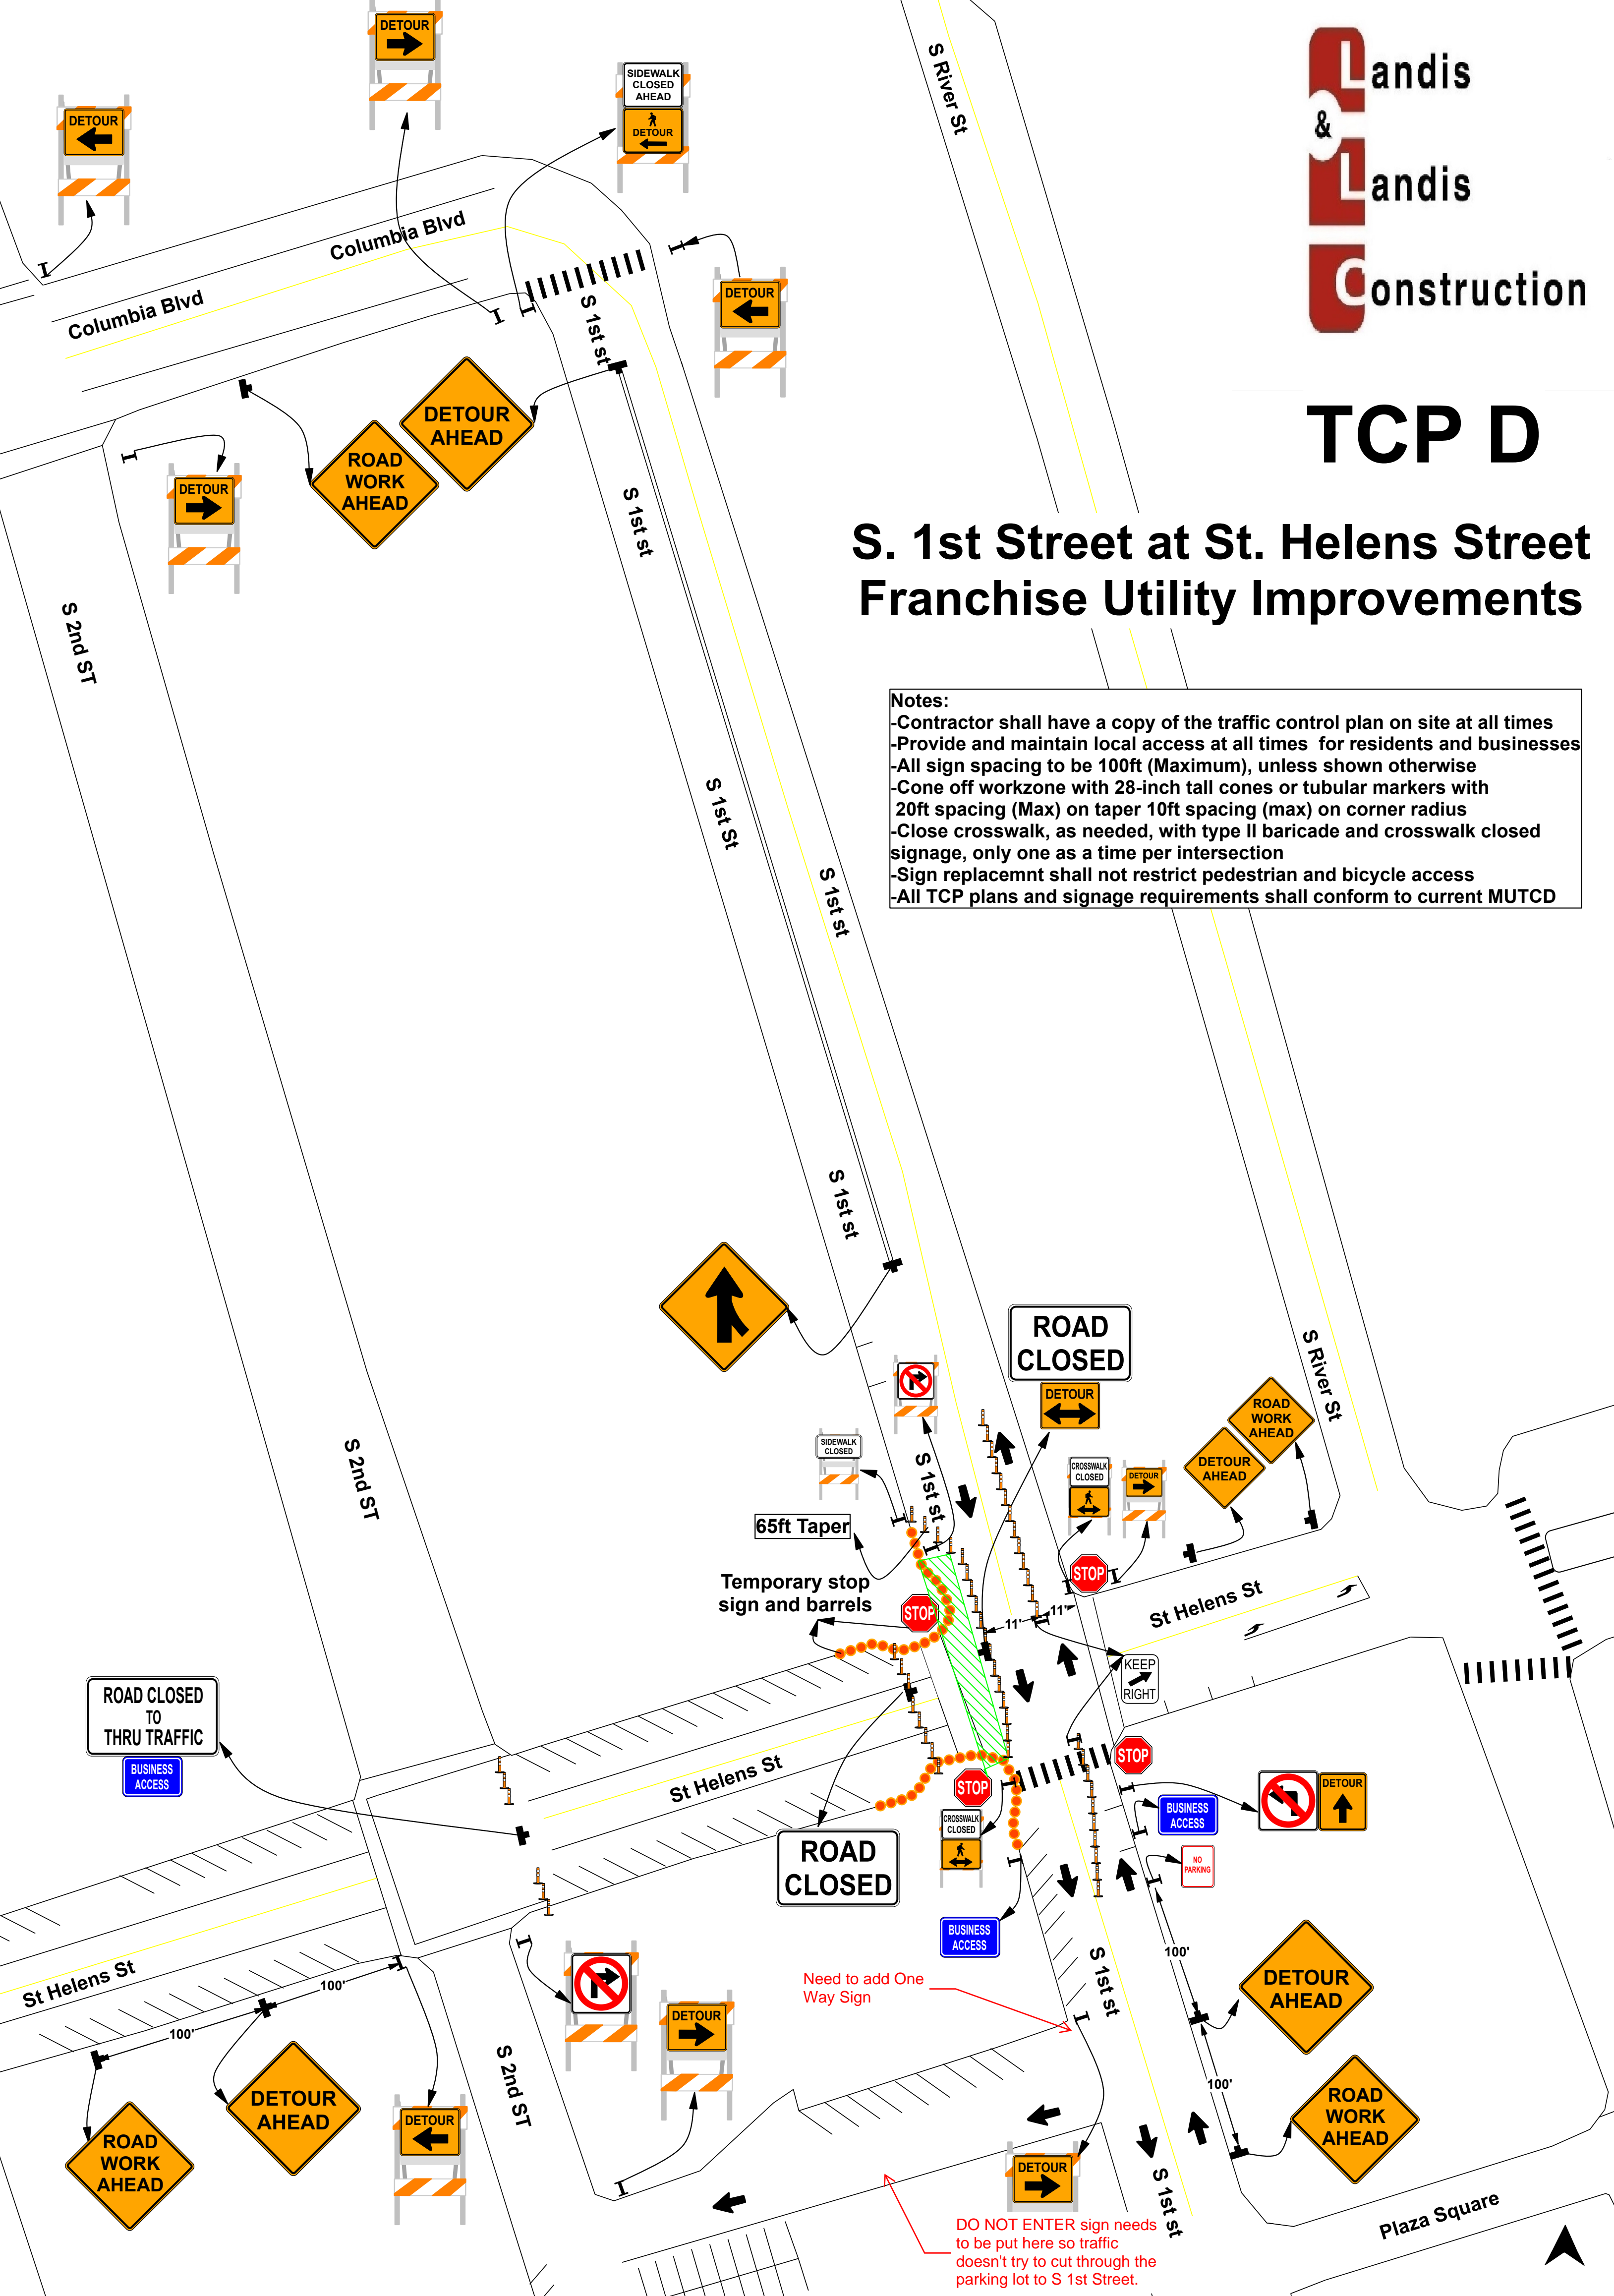 DETOUR
DETOUR
SIDEWALK
CLOSED
AHEAD
DETOUR
S River St
Landis
&
Landis
Construction
Columbia Blvd
Columbia Blvd
S 1st st
DETOUR
TCP D
DETOUR
AHEAD
ROAD
WORK
AHEAD
DETOUR
S 1st st
S. 1st Street at St. Helens Street
Franchise Utility Improvements
S 2nd ST
Notes:
-Contractor shall have a copy of the traffic control plan on site at all times
-Provide and maintain local access at all times for residents and businesses
-All sign spacing to be 100ft (Maximum), unless shown otherwise
-Cone off workzone with 28-inch tall cones or tubular markers with
20ft spacing (Max) on taper 10ft spacing (max) on corner radius
-Close crosswalk, as needed, with type II baricade and crosswalk closed
signage, only one as a time per intersection
-Sign replacemnt shall not restrict pedestrian and bicycle access
-All TCP plans and signage requirements shall conform to current MUTCD
S 1st St
S 1st st
S 1st st
ROAD
CLOSED
DETOUR
S River St
ROAD
WORK
AHEAD
DETOUR
AHEAD
SIDEWALK
CLOSED
S 1st st
CROSSWALK
CLOSED
DETOUR
S 2nd ST
65ft Taper
STOP
Temporary stop
sign and barrels
STOP
11'
11'
St Helens St
KEEP
RIGHT
ROAD CLOSED
TO
THRU TRAFFIC
BUSINESS
ACCESS
St Helens St
STOP
STOP
CROSSWALK
CLOSED
BUSINESS
ACCESS
DETOUR
ROAD
CLOSED
NO
PARKING
BUSINESS
ACCESS
St Helens St
100'
100'
Need to add One
Way Sign
S 1st st
100'
DETOUR
AHEAD
DETOUR
S 2nd ST
DETOUR
AHEAD
ROAD
WORK
AHEAD
DETOUR
100'
ROAD
WORK
AHEAD
DETOUR
S 1st st
Plaza Square
DO NOT ENTER sign needs
to be put here so traffic
doesn't try to cut through the
parking lot to S 1st Street.